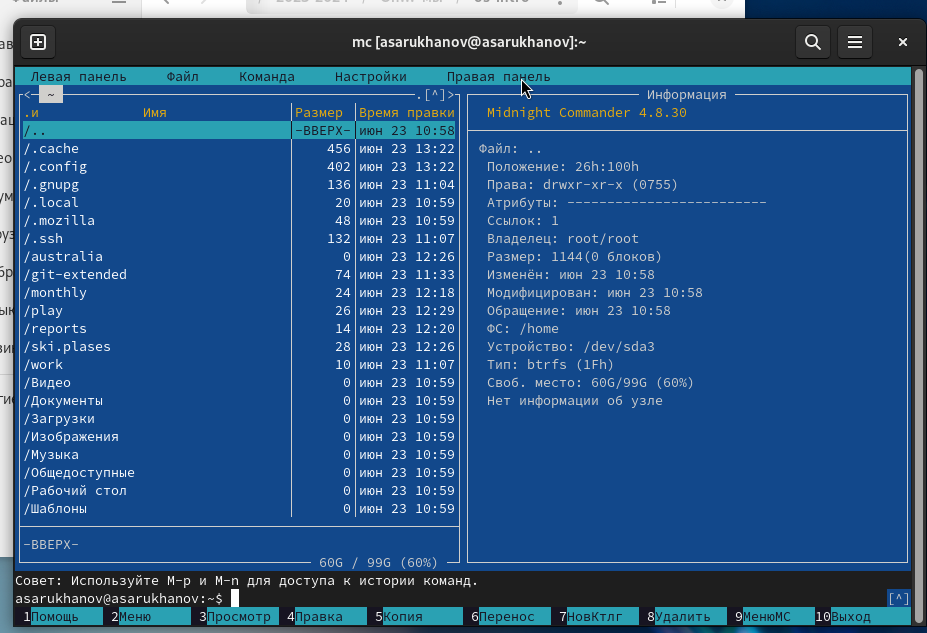 mc [asarukhanov@asarukhanov]:~
Левая панель Файл Команда Настройки Правая панель
<─ ~ .[^]> Информация
.и Имя Размер Время правки Midnight Commander 4.8.30
/.. -ВВЕРХ- июн 23 10:58
/.cache 456 июн 23 13:22 Файл: ..
/.config 402 июн 23 13:22 Положение: 26h:100h
/.gnupg 136 июн 23 11:04 Права: drwxr-xr-x (0755)
/.local 20 июн 23 10:59 Атрибуты: -------------------------
/.mozilla 48 июн 23 10:59 Ссылок: 1
/.ssh 132 июн 23 11:07 Владелец: root/root
/australia 0 июн 23 12:26 Размер: 1144(0 блоков)
/git-extended 74 июн 23 11:33 Изменён: июн 23 10:58
/monthly 24 июн 23 12:18 Модифицирован: июн 23 10:58
/play 26 июн 23 12:29 Обращение: июн 23 10:58
/reports 14 июн 23 12:20 ФС: /home
/ski.plases 28 июн 23 12:26 Устройство: /dev/sda3
/work 10 июн 23 11:07 Тип: btrfs (1Fh)
/Видео 0 июн 23 10:59 Своб. место: 60G/99G (60%)
/Документы 0 июн 23 10:59 Нет информации об узле
/Загрузки 0 июн 23 10:59
/Изображения 0 июн 23 10:59
/Музыка 0 июн 23 10:59
/Общедоступные 0 июн 23 10:59
/Рабочий стол 0 июн 23 10:59
/Шаблоны 0 июн 23 10:59
-ВВЕРХ-
60G / 99G (60%)
Совет: Используйте M-p и M-n для доступа к истории команд.
asarukhanov@asarukhanov:~$ [^]
1Помощь 2Меню 3Просмотр 4Правка 5Копия 6Перенос 7НовКтлг 8Удалить 9МенюМС 10Выход